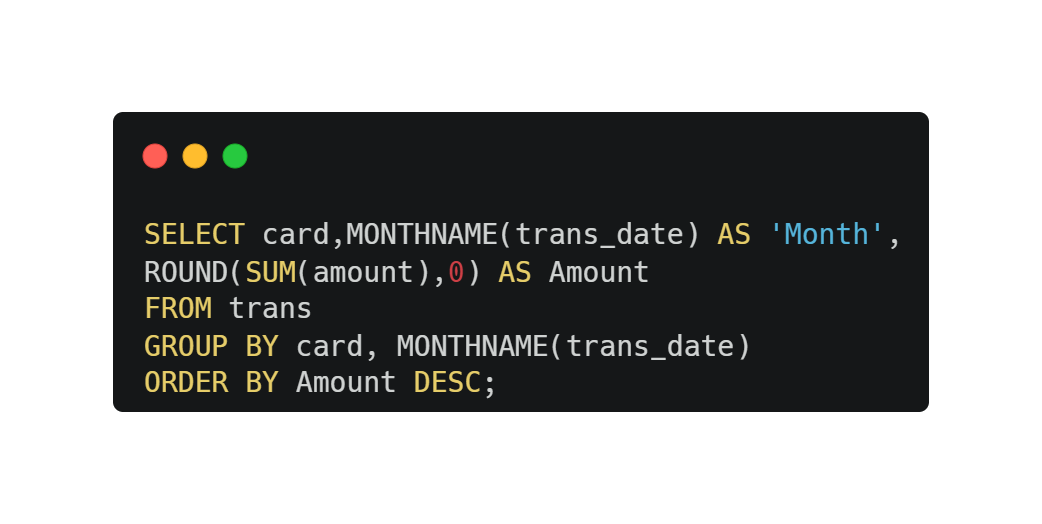 SELECT card,MONTHNAME(trans_date) AS 'Month',
ROUND(SUM(amount),0) AS Amount
FROM trans
GROUP BY card, MONTHNAME(trans_date)
ORDER BY Amount DESC;